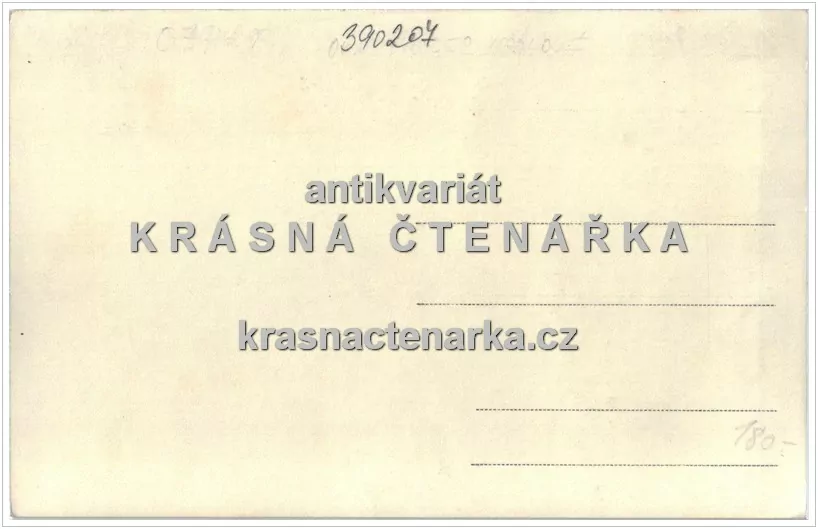 390207
antikvariát
KRÁSNÁ ČTENÁŘKA
krasnactenarka.cz
180-